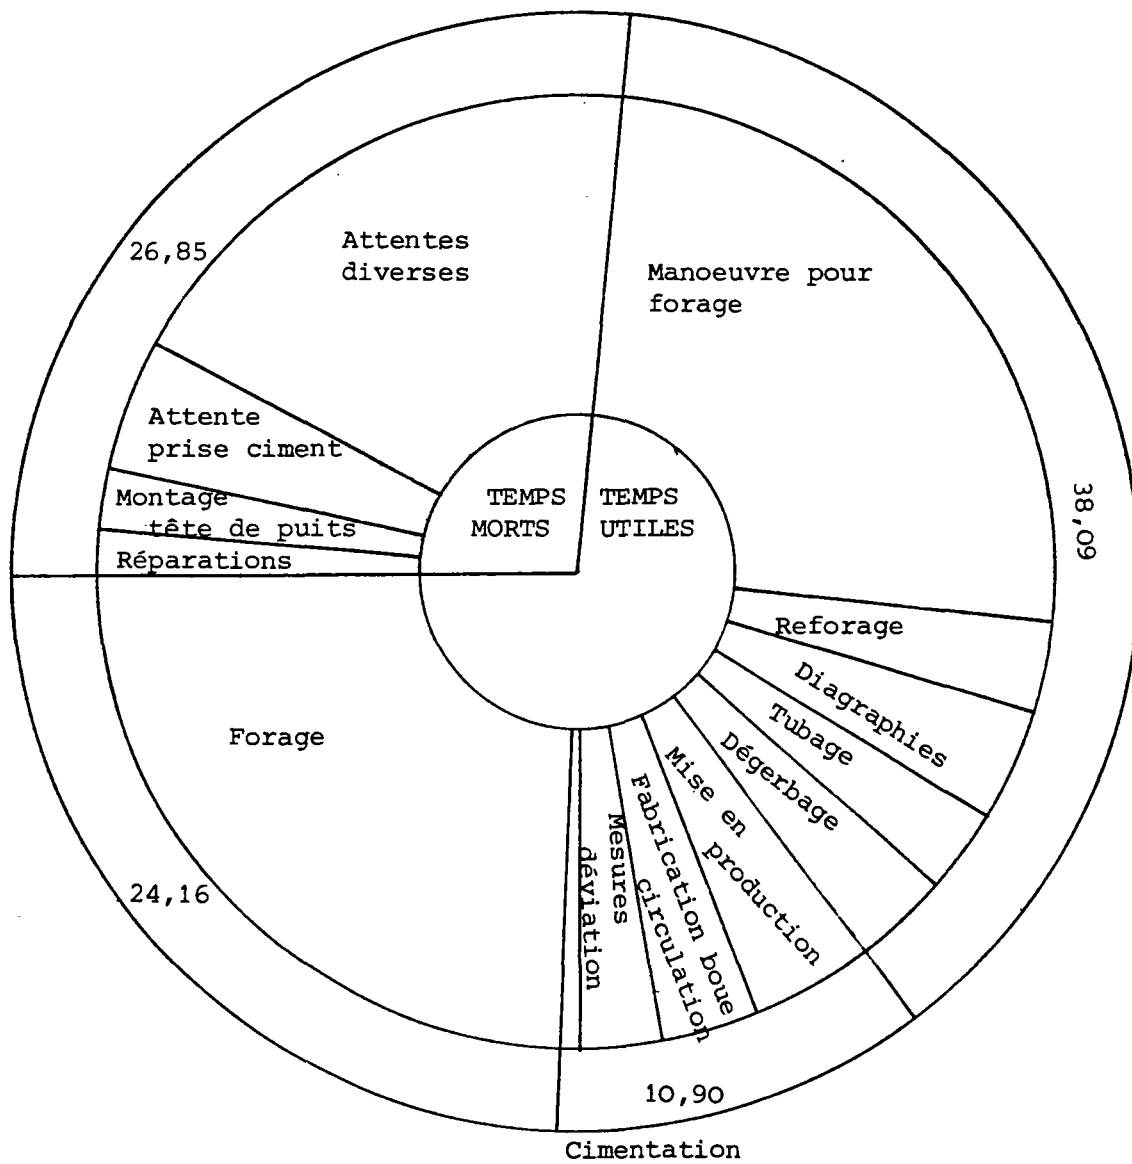 26,85
Attentes
diverses
Manoeuvre pour
forage
Attente
prise ciment
Montage
tête de puits
Réparations
TEMPS
MORTS
TEMPS
UTILES
38,09
Reforage
Diagraphies
Tubage
Dégerbage
Mise en
production
Fabrication boue
circulation
Mesures
déviation
Forage
24,16
10,90
Cimentation